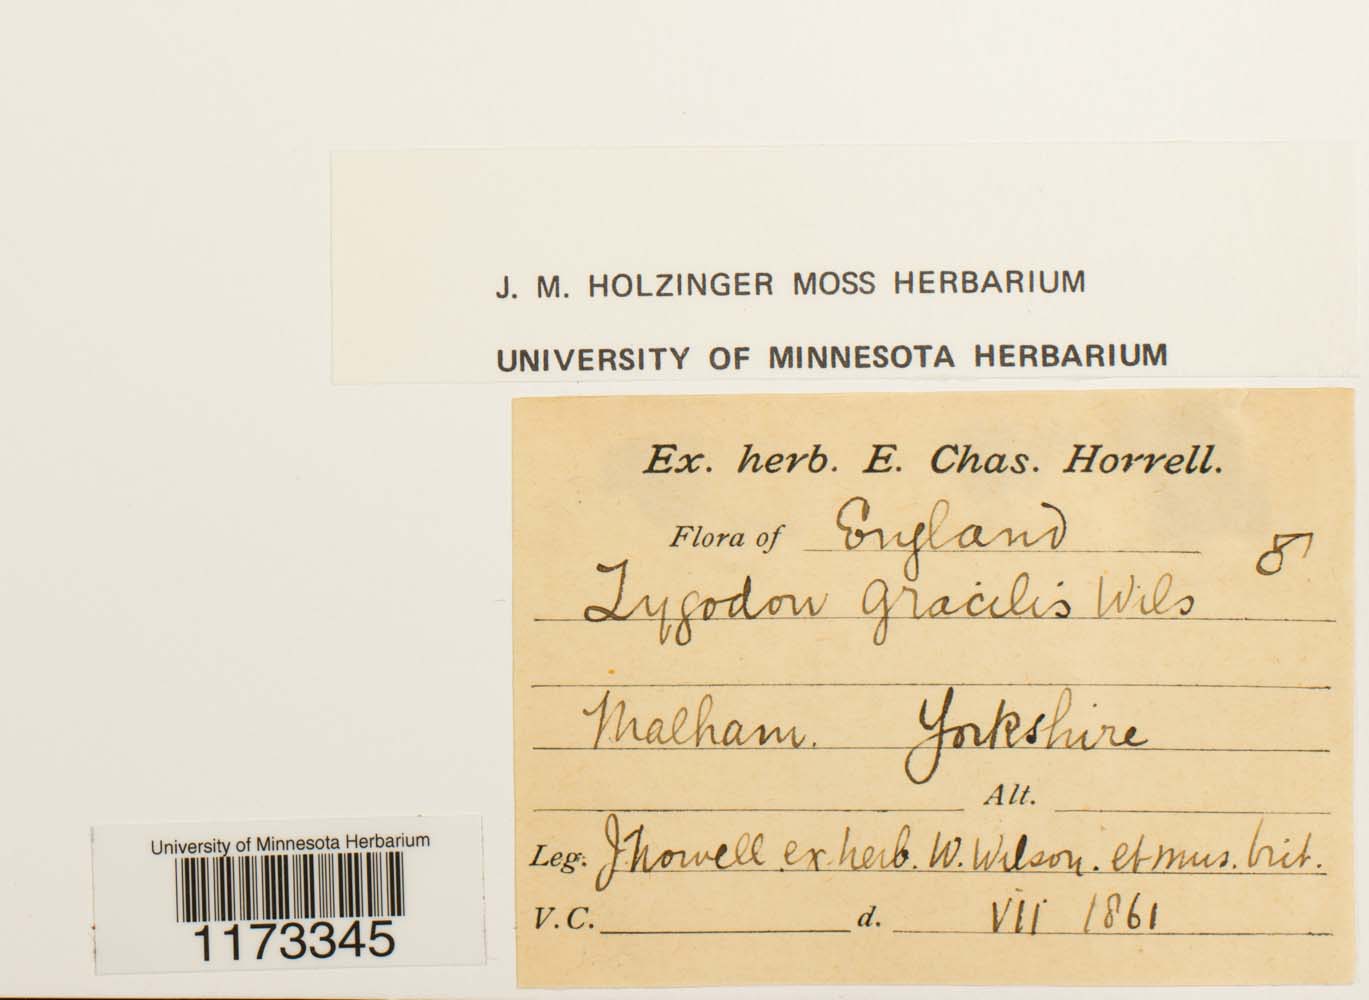 J. M. HOLZINGER MOSS HERBARIUM
UNIVERSITY OF MINNESOTA HERBARIUM
Ex. herb. E. Chas. Horrell.
Flora of England
8
Zygodon gracilis Wils
Malham. Yorkshire
Alt.
Leg. J. Nowell ex herb. W. Wilson. et mus. brit.
V.C. d. VII 1861
University of Minnesota Herbarium
1173345